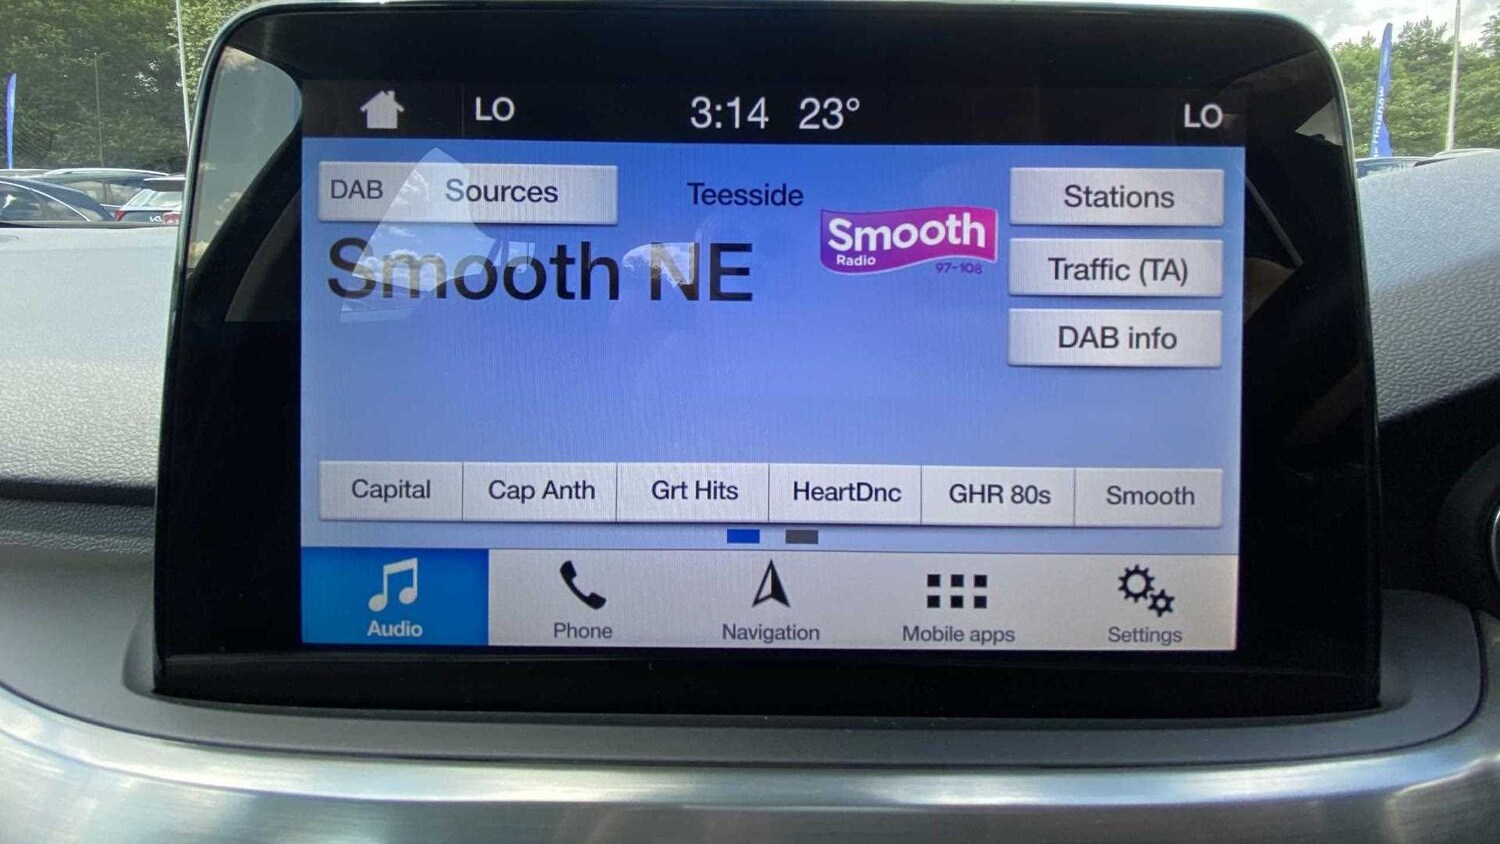 LO 3:14 23° LO
DAB Sources
Teesside
Stations
Smooth NE
Smooth
Radio
97-108
Traffic (TA)
DAB info
Capital
Cap Anth
Grt Hits
HeartDnc
GHR 80s
Smooth
Audio
Phone
Navigation
Mobile apps
Settings